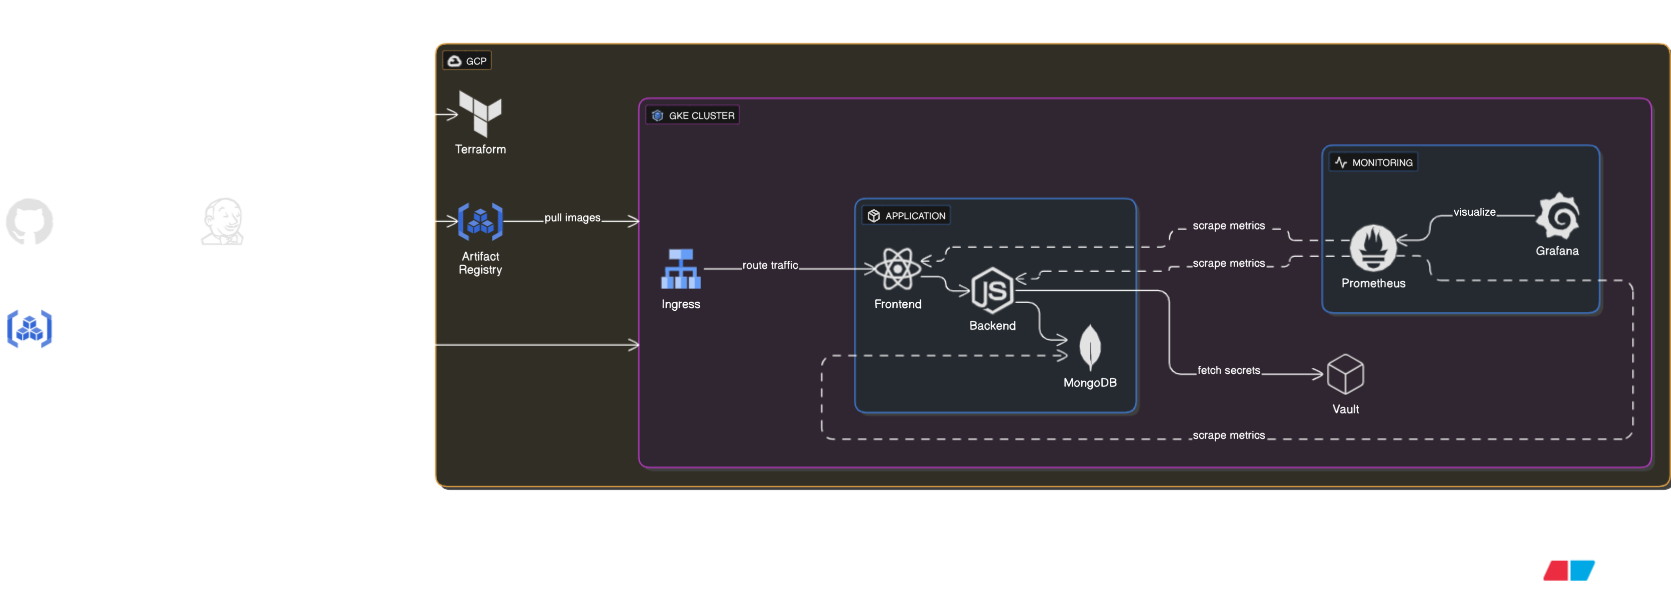 GCP
Terraform
GKE CLUSTER
MONITORING
APPLICATION
pull images
visualize
scrape metrics
Grafana
Artifact
Registry
route traffic
scrape metrics
Prometheus
Ingress
Frontend
JS
Backend
fetch secrets
MongoDB
Vault
scrape metrics